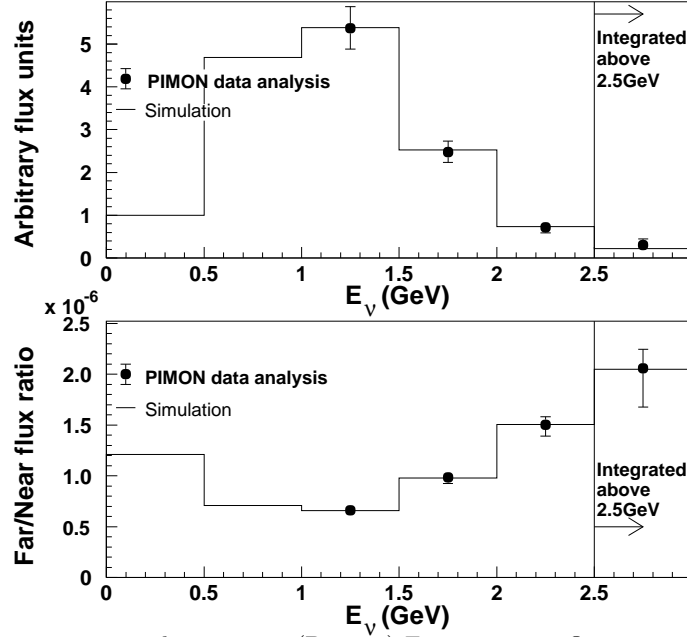 Arbitrary flux units
5
4
3
2
1
0
PIMON data analysis
Simulation
Integrated
above
2.5GeV
0 0.5 1 1.5 2 2.5
E_ν (GeV)
x 10^-6
Far/Near flux ratio
2.5
2.0
1.5
1.0
0.5
0
PIMON data analysis
Simulation
Integrated
above
2.5GeV
0 0.5 1 1.5 2 2.5
E_ν (GeV)